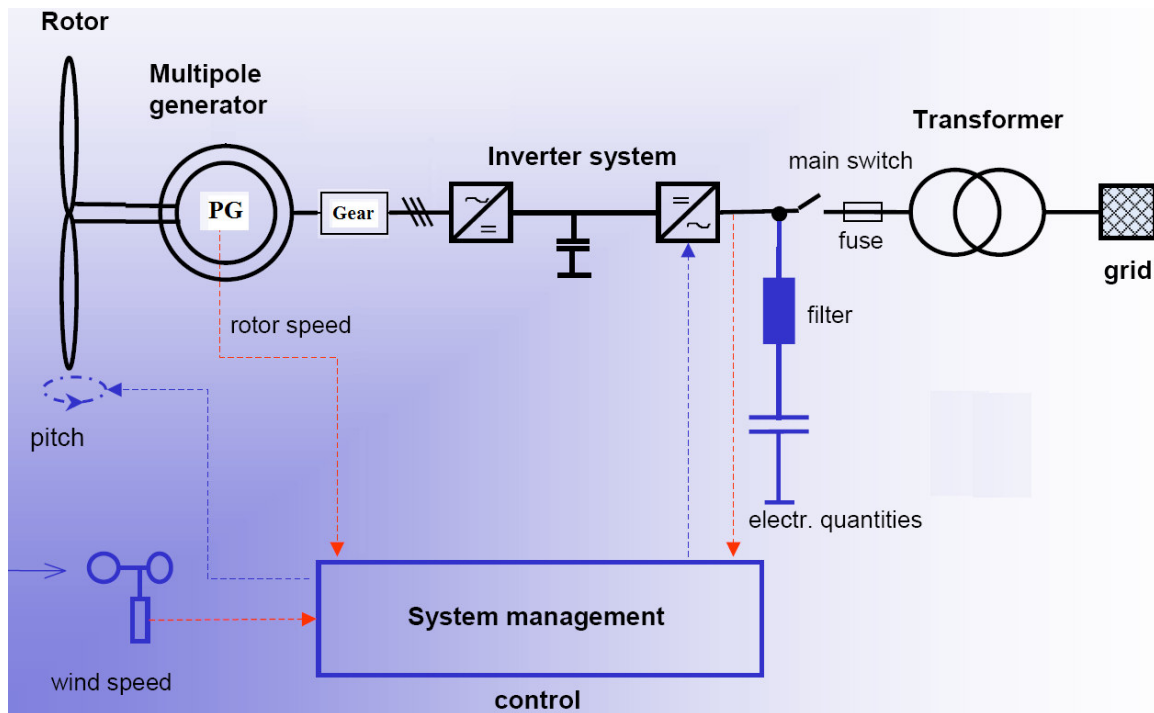 Rotor
Multipole
generator
PG
Gear
Inverter system
main switch
fuse
Transformer
grid
rotor speed
filter
pitch
electr. quantities
wind speed
System management
control